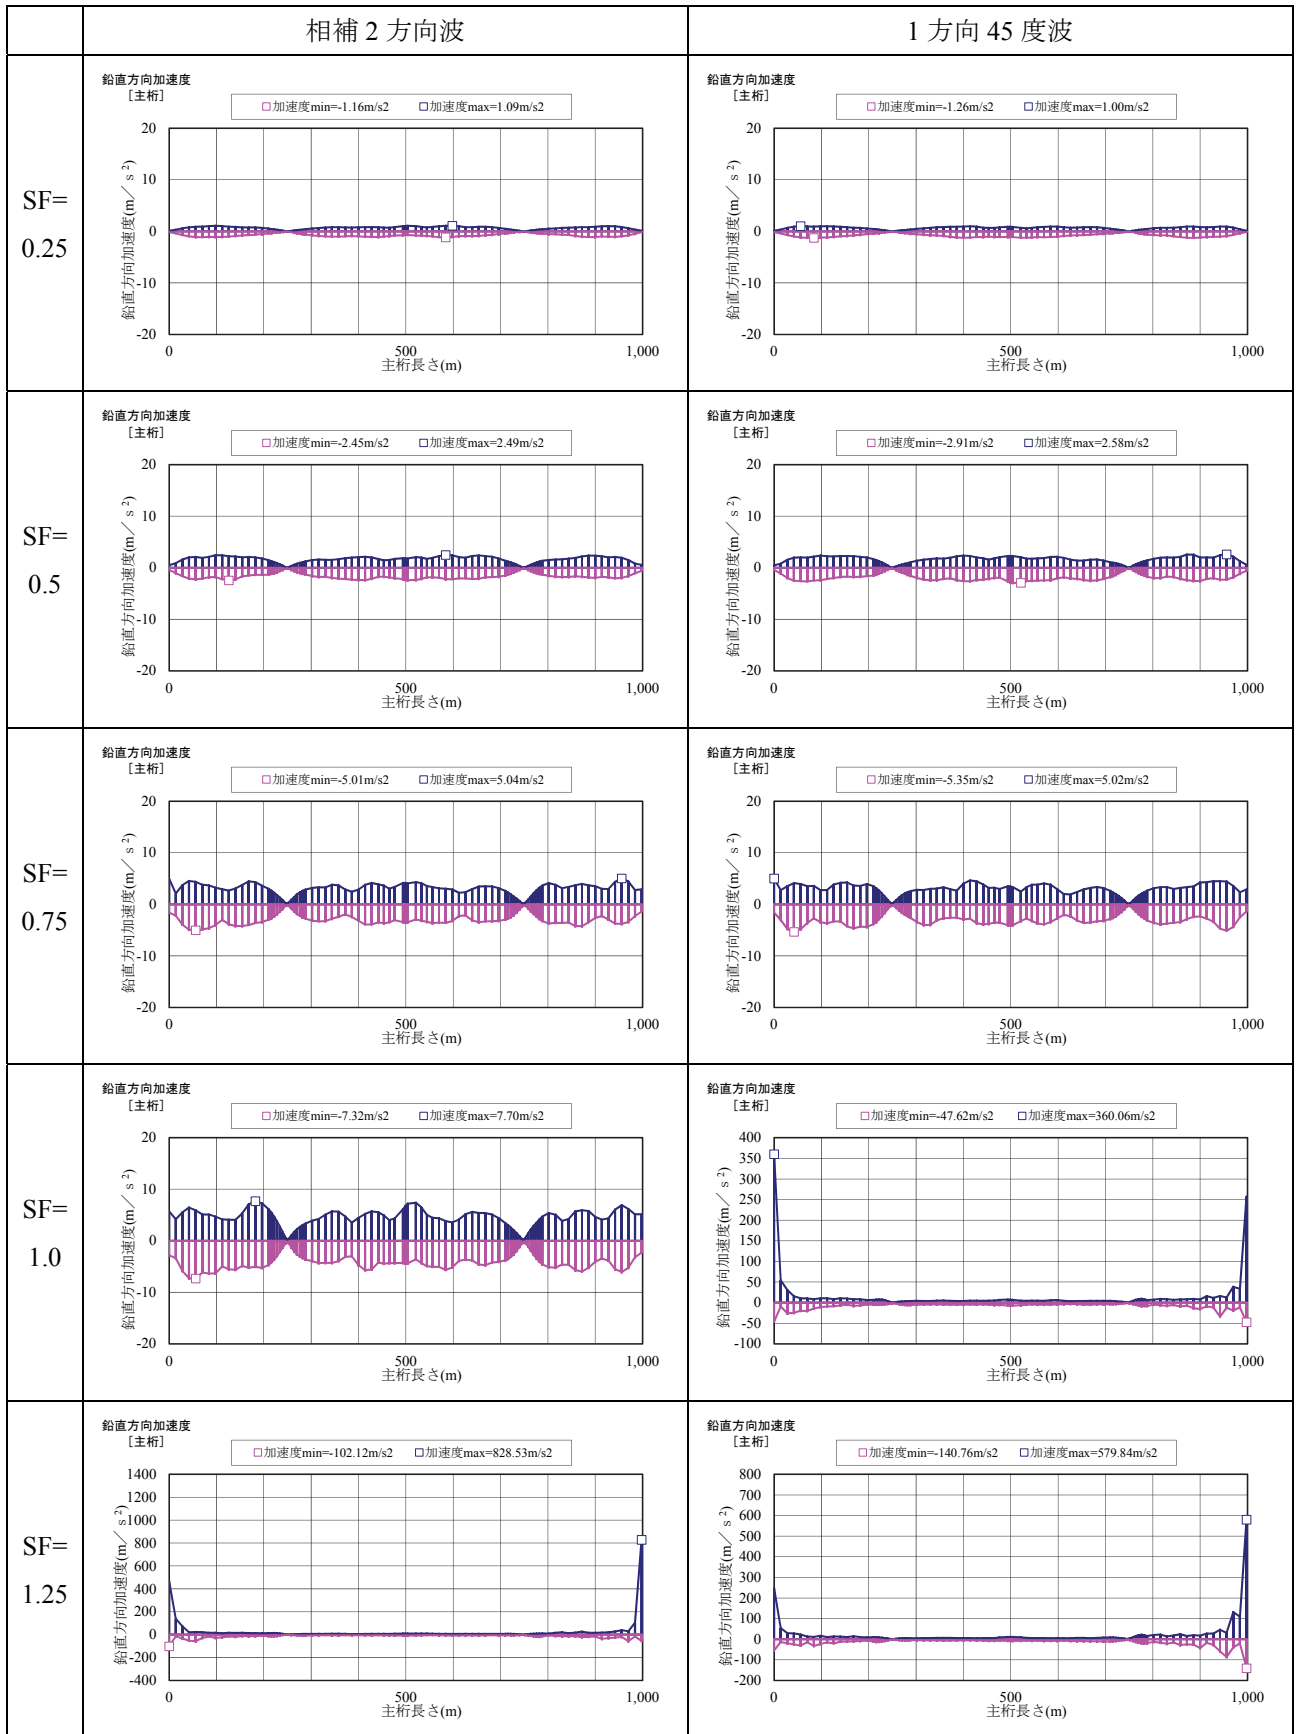 相補 2 方向波
1 方向 45 度波
SF=
0.25
鉛直方向加速度
[主桁]
加速度min=-1.16m/s2 加速度max=1.09m/s2
鉛直方向加速度(m/s²)
20
10
0
-10
-20
0 500 1,000
主桁長さ(m)
鉛直方向加速度
[主桁]
加速度min=-1.26m/s2 加速度max=1.00m/s2
鉛直方向加速度(m/s²)
20
10
0
-10
-20
0 500 1,000
主桁長さ(m)
SF=
0.5
鉛直方向加速度
[主桁]
加速度min=-2.45m/s2 加速度max=2.49m/s2
鉛直方向加速度(m/s²)
20
10
0
-10
-20
0 500 1,000
主桁長さ(m)
鉛直方向加速度
[主桁]
加速度min=-2.91m/s2 加速度max=2.58m/s2
鉛直方向加速度(m/s²)
20
10
0
-10
-20
0 500 1,000
主桁長さ(m)
SF=
0.75
鉛直方向加速度
[主桁]
加速度min=-5.01m/s2 加速度max=5.04m/s2
鉛直方向加速度(m/s²)
20
10
0
-10
-20
0 500 1,000
主桁長さ(m)
鉛直方向加速度
[主桁]
加速度min=-5.35m/s2 加速度max=5.02m/s2
鉛直方向加速度(m/s²)
20
10
0
-10
-20
0 500 1,000
主桁長さ(m)
SF=
1.0
鉛直方向加速度
[主桁]
加速度min=-7.32m/s2 加速度max=7.70m/s2
鉛直方向加速度(m/s²)
20
10
0
-10
-20
0 500 1,000
主桁長さ(m)
鉛直方向加速度
[主桁]
加速度min=-47.62m/s2 加速度max=360.06m/s2
鉛直方向加速度(m/s²)
400
350
300
250
200
150
100
50
0
-50
-100
0 500 1,000
主桁長さ(m)
SF=
1.25
鉛直方向加速度
[主桁]
加速度min=-102.12m/s2 加速度max=828.53m/s2
鉛直方向加速度(m/s²)
1400
1200
1000
800
600
400
200
0
-200
-400
0 500 1,000
主桁長さ(m)
鉛直方向加速度
[主桁]
加速度min=-140.76m/s2 加速度max=579.84m/s2
鉛直方向加速度(m/s²)
800
700
600
500
400
300
200
100
0
-100
-200
0 500 1,000
主桁長さ(m)